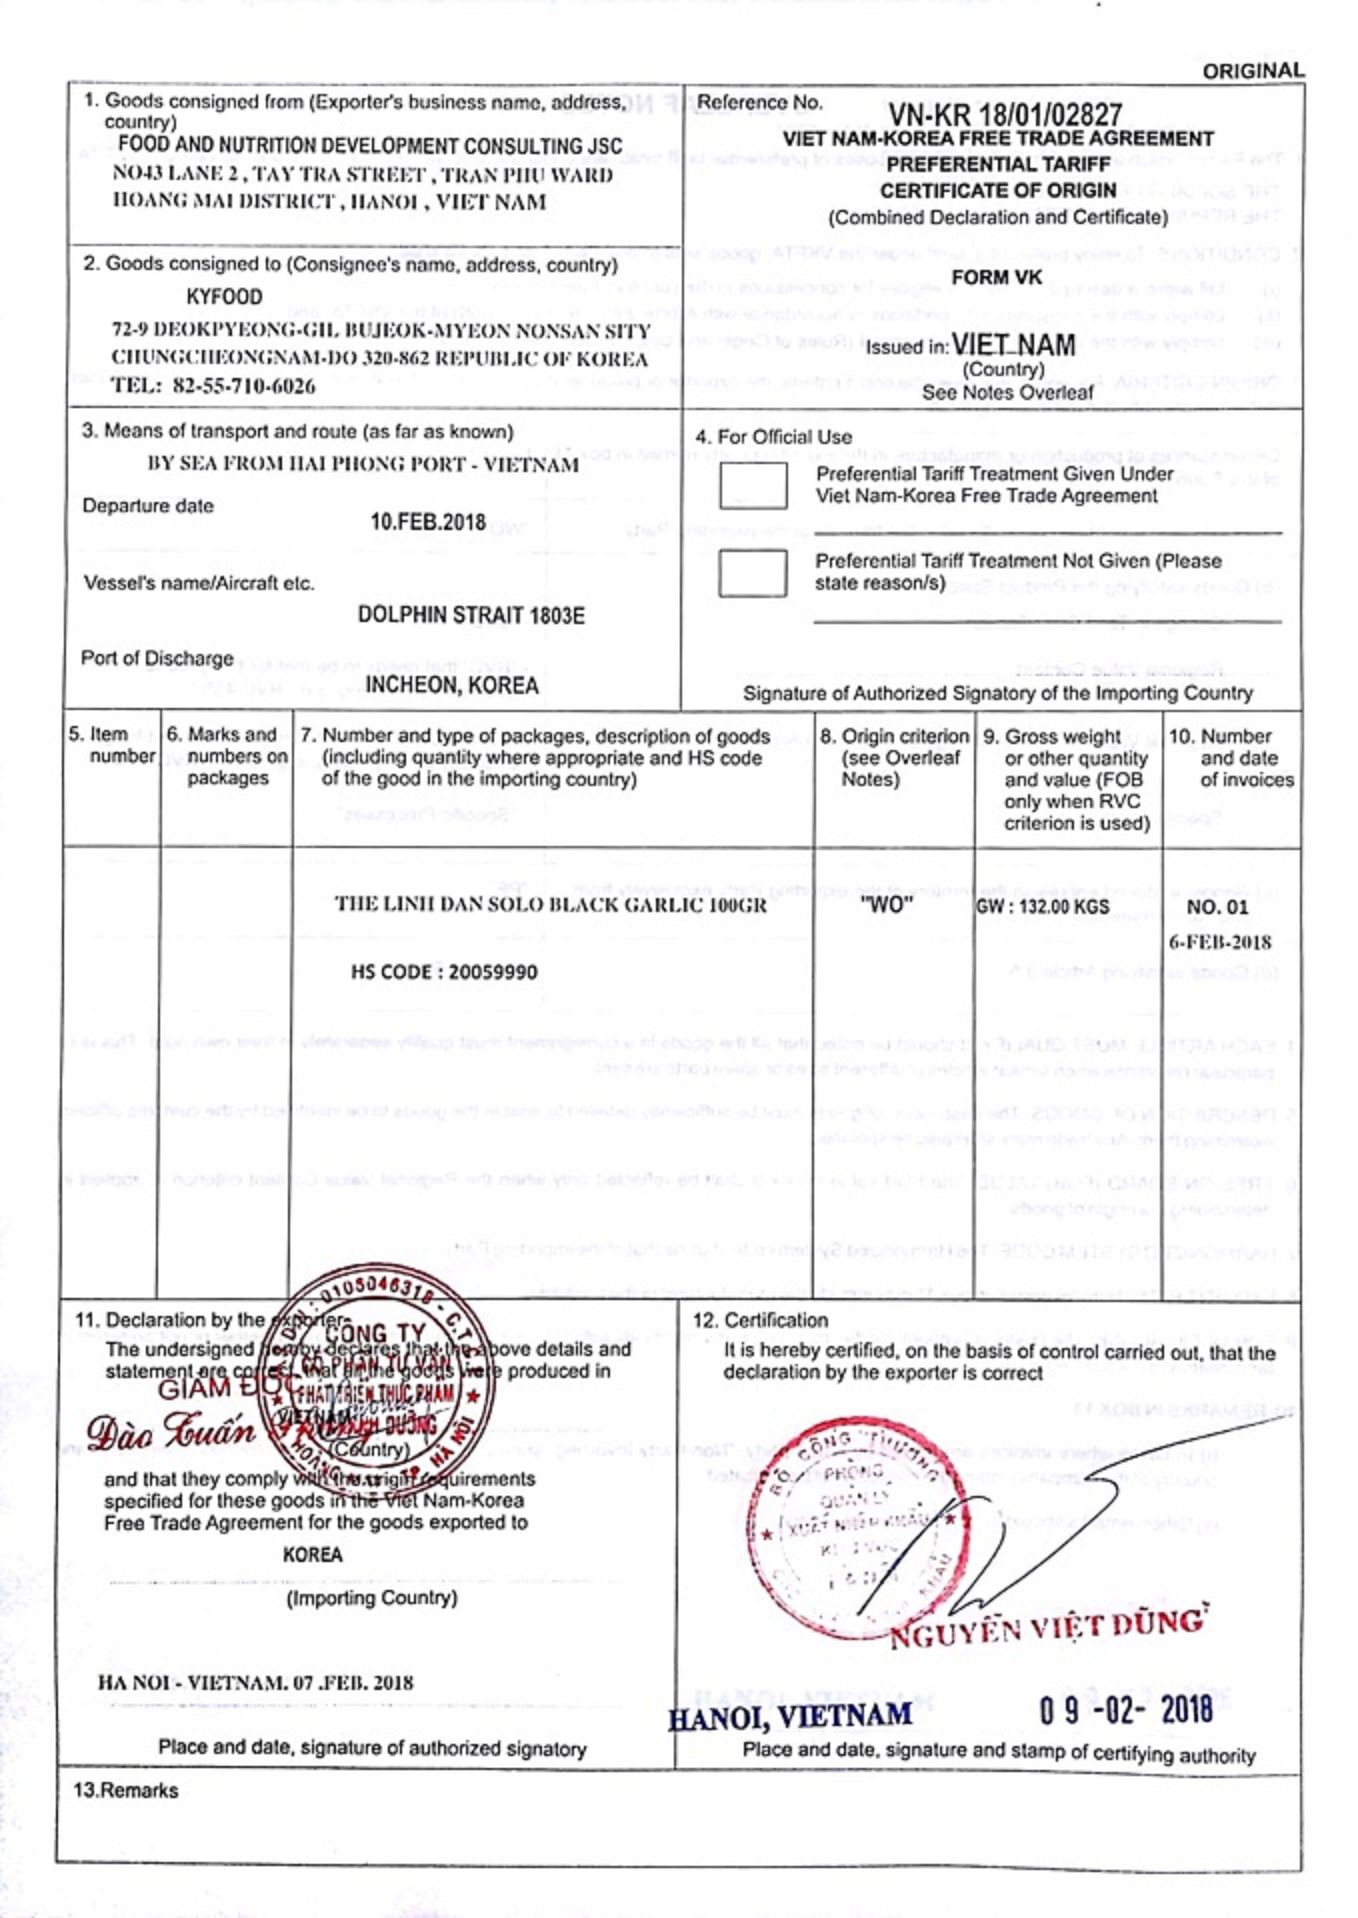 ORIGINAL
1. Goods consigned from (Exporter's business name, address,
country)
FOOD AND NUTRITION DEVELOPMENT CONSULTING JSC
NO43 LANE 2 , TAY TRA STREET , TRAN PHU WARD
HOANG MAI DISTRICT , HANOI , VIET NAM
Reference No.
VN-KR 18/01/02827
VIET NAM-KOREA FREE TRADE AGREEMENT
PREFERENTIAL TARIFF
CERTIFICATE OF ORIGIN
(Combined Declaration and Certificate)
FORM VK
Issued in: VIET NAM
(Country)
See Notes Overleaf
2. Goods consigned to (Consignee's name, address, country)
KYFOOD
72-9 DEOKPYEONG-GIL BUJEOK-MYEON NONSAN SITY
CHUNGCHEONGNAM-DO 320-862 REPUBLIC OF KOREA
TEL: 82-55-710-6026
3. Means of transport and route (as far as known)
BY SEA FROM HAI PHONG PORT - VIETNAM
Departure date
10.FEB.2018
Vessel's name/Aircraft etc.
DOLPHIN STRAIT 1803E
Port of Discharge
INCHEON, KOREA
4. For Official Use
Preferential Tariff Treatment Given Under
Viet Nam-Korea Free Trade Agreement
Preferential Tariff Treatment Not Given (Please
state reason/s)
Signature of Authorized Signatory of the Importing Country
5. Item
number
6. Marks and
numbers on
packages
7. Number and type of packages, description of goods
(including quantity where appropriate and HS code
of the good in the importing country)
8. Origin criterion
(see Overleaf
Notes)
9. Gross weight
or other quantity
and value (FOB
only when RVC
criterion is used)
10. Number
and date
of invoices
THE LINH DAN SOLO BLACK GARLIC 100GR
HS CODE : 20059990
"WO"
GW : 132.00 KGS
NO. 01
6-FEB-2018
11. Declaration by the exporter
The undersigned hereby declares that the above details and
statement are correct, that all the goods were produced in
VIETNAM
(Country)
and that they comply with the origin requirements
specified for these goods in the Viet Nam-Korea
Free Trade Agreement for the goods exported to
KOREA
(Importing Country)
HA NOI - VIETNAM. 07 .FEB. 2018
Place and date, signature of authorized signatory
0105046318 - C.T.C
CÔNG TY
CỔ PHẦN TƯ VẤN
PHÁT TRIỂN THỰC PHẨM
DINH DƯỠNG
HOÀNG MAI - TP HÀ NỘI
GIÁM ĐỐC
Đào Tuấn
12. Certification
It is hereby certified, on the basis of control carried out, that the
declaration by the exporter is correct
BỘ CÔNG THƯƠNG
PHÒNG
QUẢN LÝ
XUẤT NHẬP KHẨU
KHU VỰC
NGUYỄN VIỆT DŨNG
HANOI, VIETNAM
09 -02- 2018
Place and date, signature and stamp of certifying authority
13.Remarks